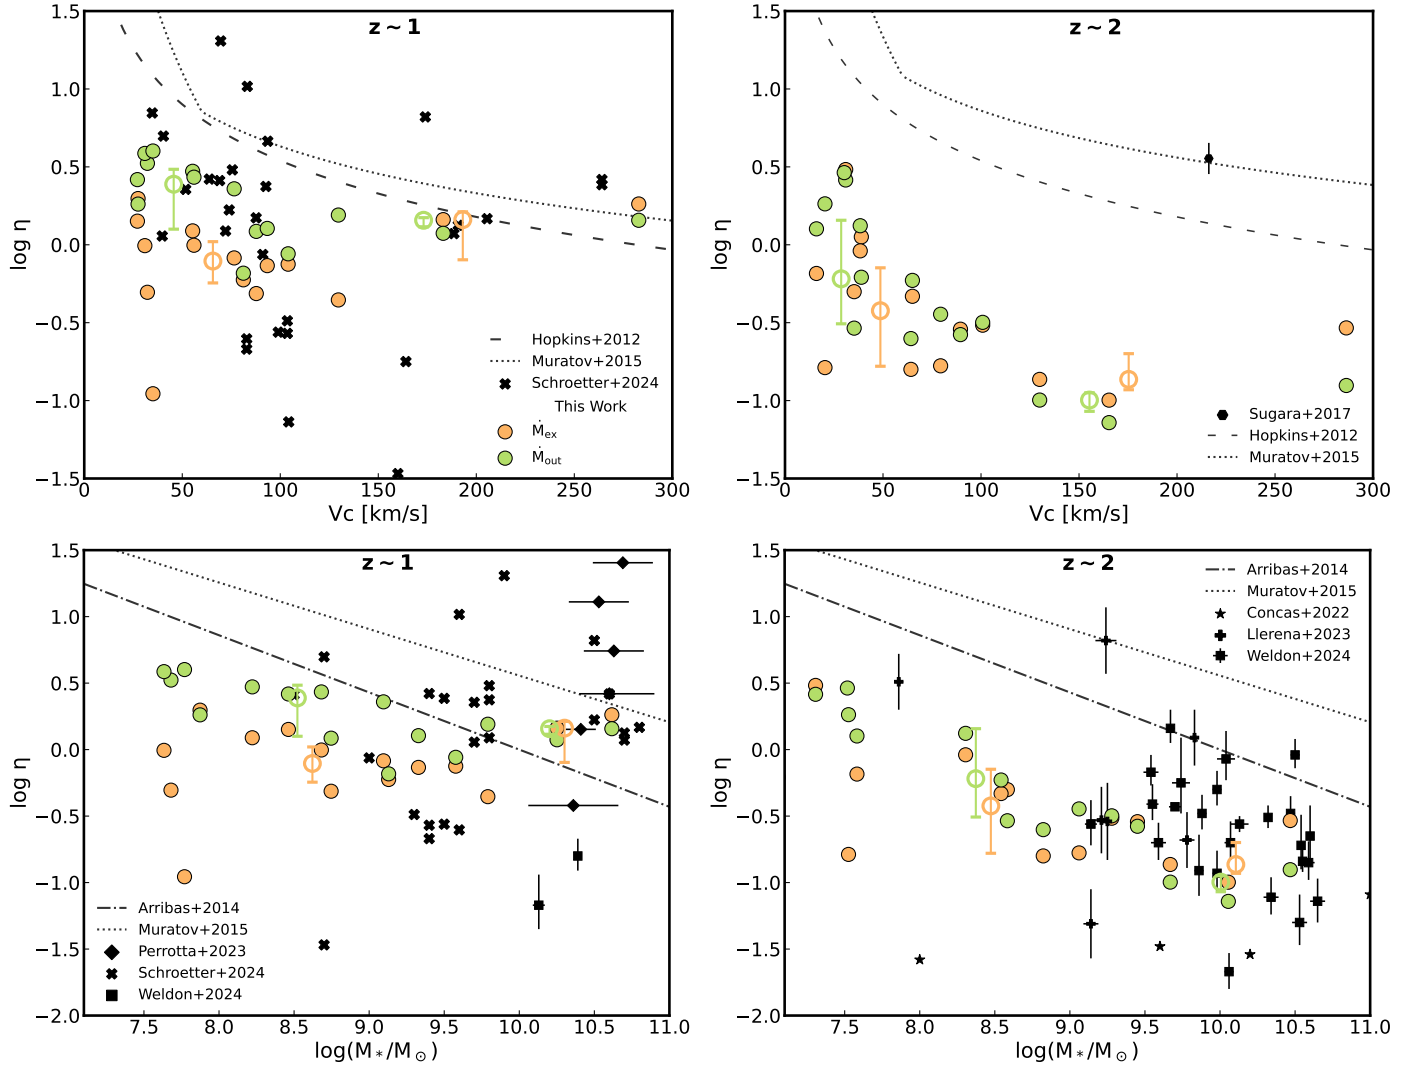 z ~ 1
1.5
1.0
0.5
0.0
−0.5
−1.0
−1.5
log η
0 50 100 150 200 250 300
Vc [km/s]
Hopkins+2012
Muratov+2015
Schroetter+2024
This Work
Ṁex
Ṁout
z ~ 2
1.5
1.0
0.5
0.0
−0.5
−1.0
−1.5
log η
0 50 100 150 200 250 300
Vc [km/s]
Sugara+2017
Hopkins+2012
Muratov+2015
z ~ 1
1.5
1.0
0.5
0.0
−0.5
−1.0
−1.5
−2.0
log η
7.5 8.0 8.5 9.0 9.5 10.0 10.5 11.0
log(M*/M⊙)
Arribas+2014
Muratov+2015
Perrotta+2023
Schroetter+2024
Weldon+2024
z ~ 2
1.5
1.0
0.5
0.0
−0.5
−1.0
−1.5
−2.0
log η
7.5 8.0 8.5 9.0 9.5 10.0 10.5 11.0
log(M*/M⊙)
Arribas+2014
Muratov+2015
Concas+2022
Llerena+2023
Weldon+2024